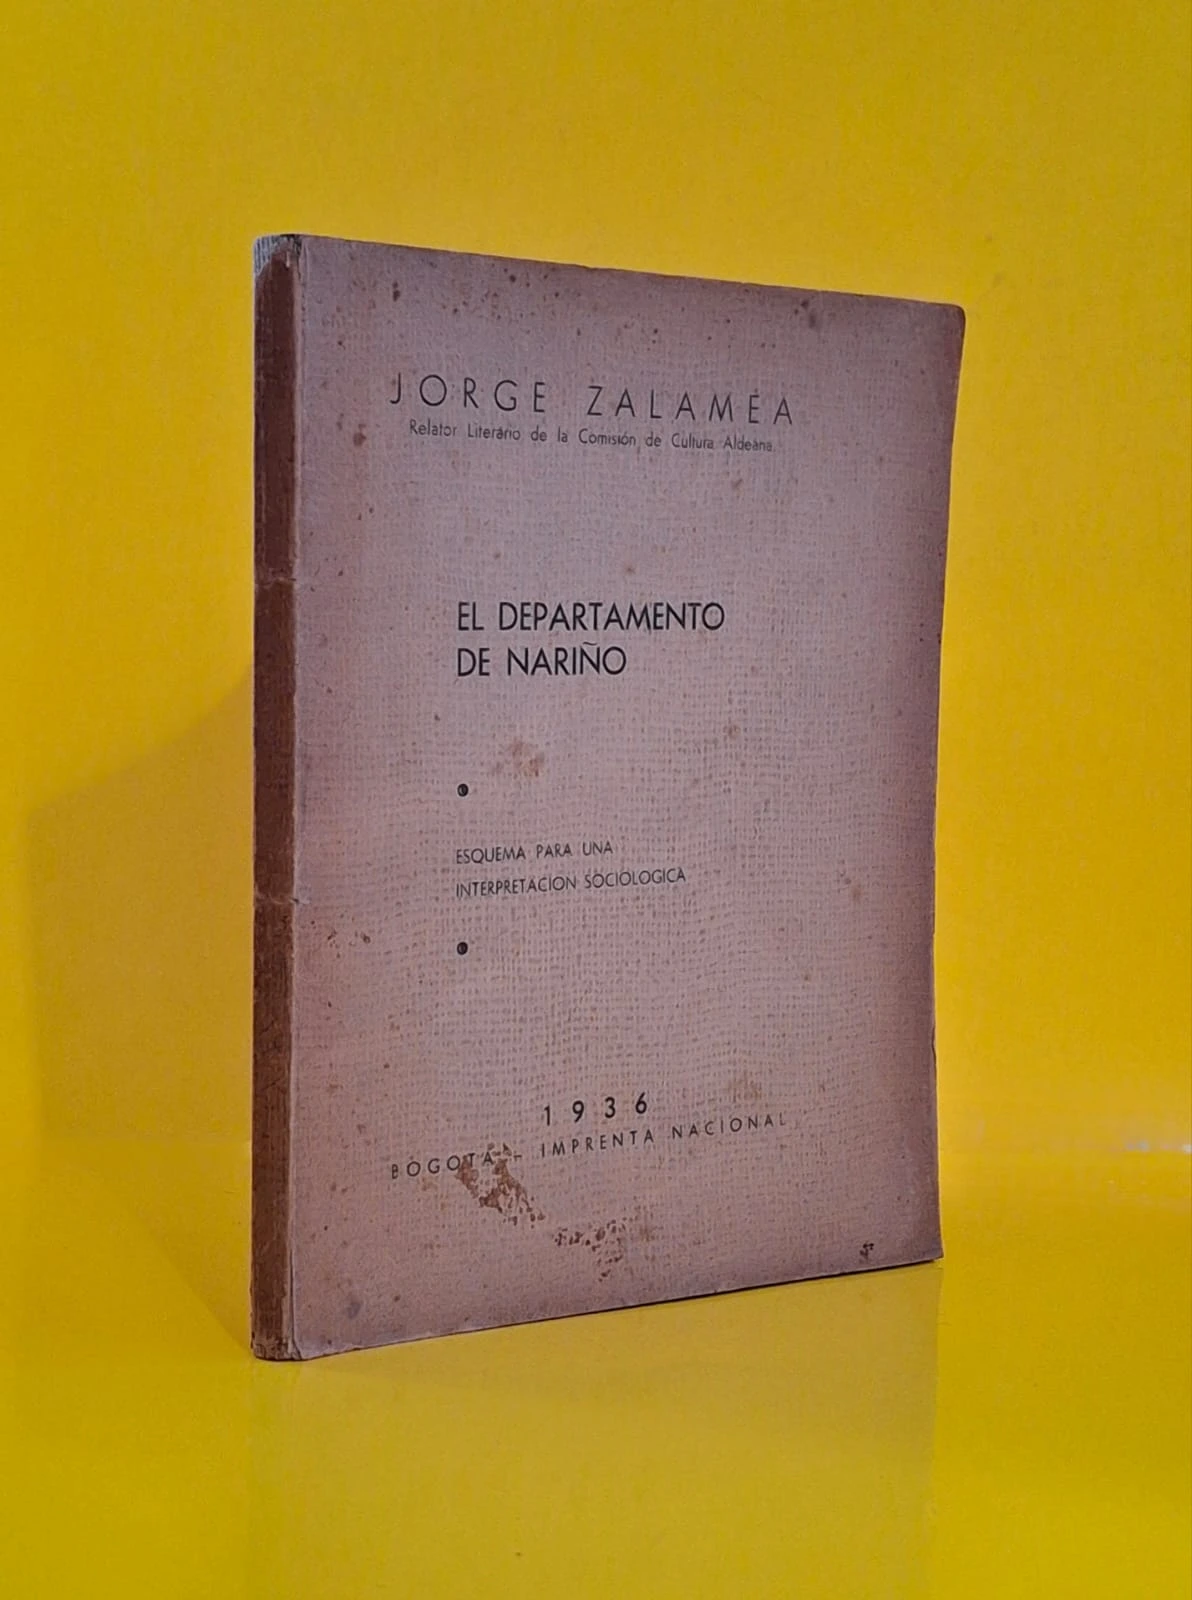 JORGE ZALAMEA
Relator Literario de la Comisión de Cultura Aldeana.
EL DEPARTAMENTO
DE NARIÑO
ESQUEMA PARA UNA
INTERPRETACION SOCIOLOGICA
1936
BOGOTA - IMPRENTA NACIONAL